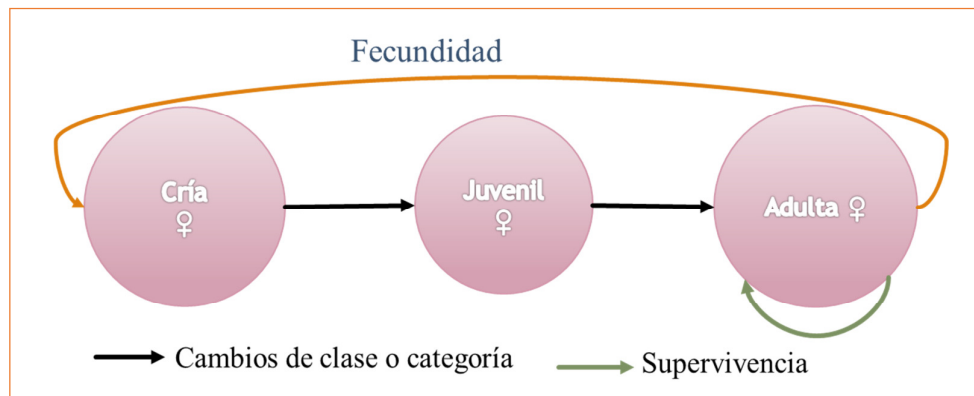 Fecundidad
Cría
♀
Juvenil
♀
Adulta ♀
Cambios de clase o categoría
Supervivencia